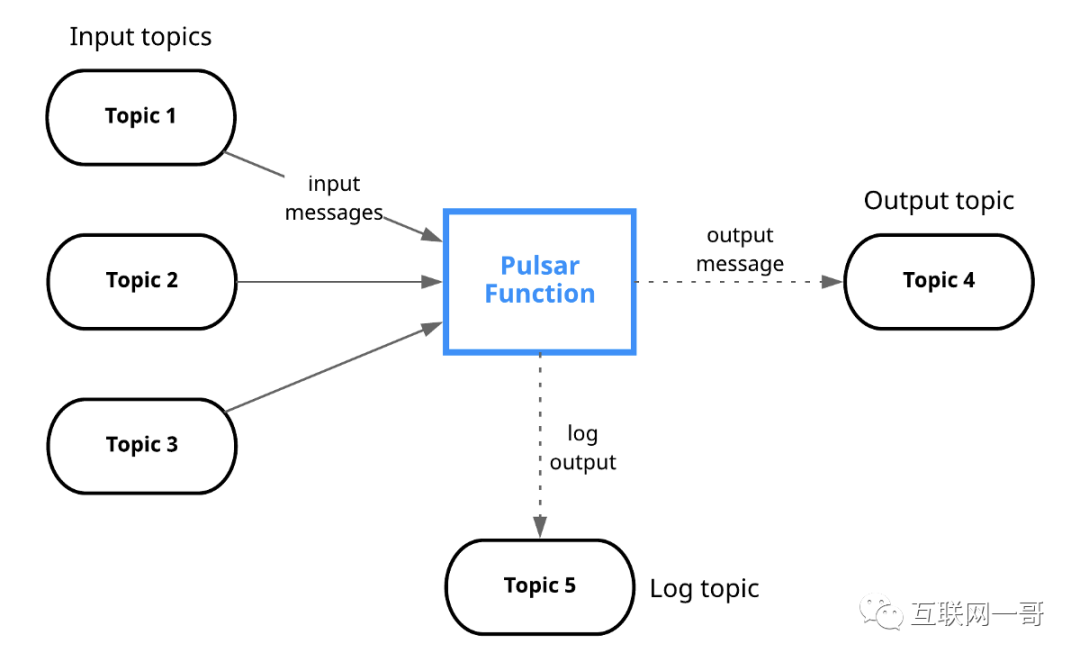 Input topics
Topic 1
input
messages
Topic 2
Pulsar
Function
output
message
Output topic
Topic 4
Topic 3
log
output
Topic 5
Log topic
互联网一哥